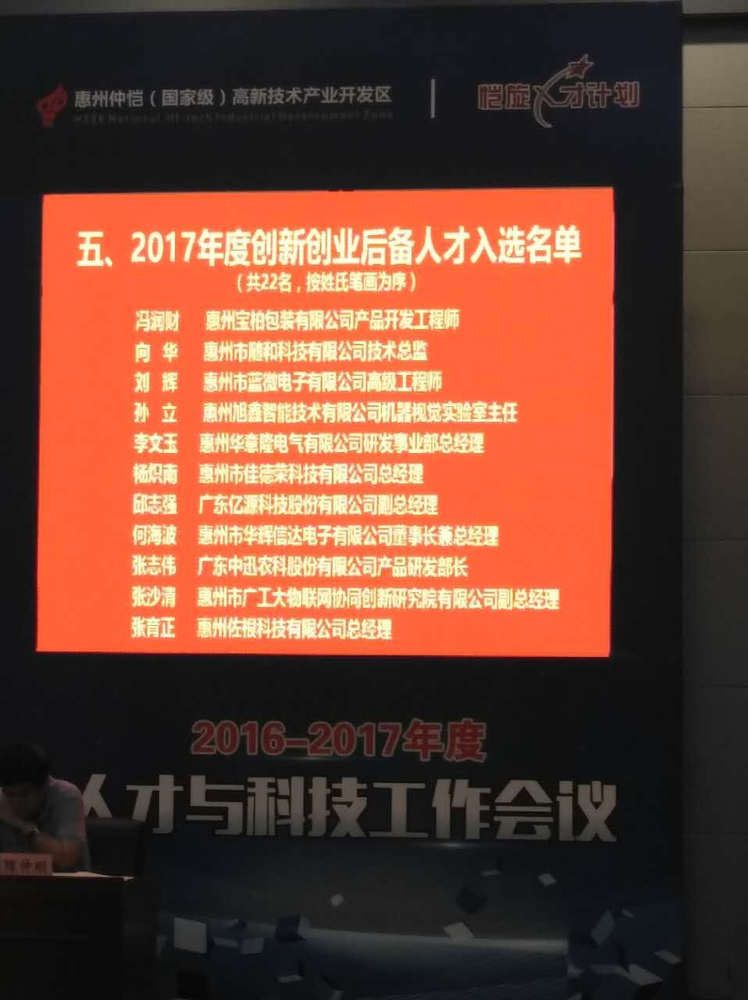 惠州仲恺（国家级）高新技术产业开发区
HZZK National Hi-tech Industrial Development Zone
恺旋人才计划
五、2017年度创新创业后备人才入选名单
（共22名，按姓氏笔画为序）
冯润财 惠州宝柏包装有限公司产品开发工程师
向 华 惠州市随和科技有限公司技术总监
刘 辉 惠州市蓝微电子有限公司高级工程师
孙 立 惠州旭鑫智能技术有限公司机器视觉实验室主任
李文玉 惠州华意隆电气有限公司研发事业部总经理
杨炽南 惠州市佳德荣科技有限公司总经理
邱志强 广东亿源科技股份有限公司副总经理
何海波 惠州市华辉信达电子有限公司董事长兼总经理
张志伟 广东中迅农科股份有限公司产品研发部长
张沙清 惠州市广工大物联网协同创新研究院有限公司副总经理
张育正 惠州佐根科技有限公司总经理
2016-2017年度
人才与科技工作会议